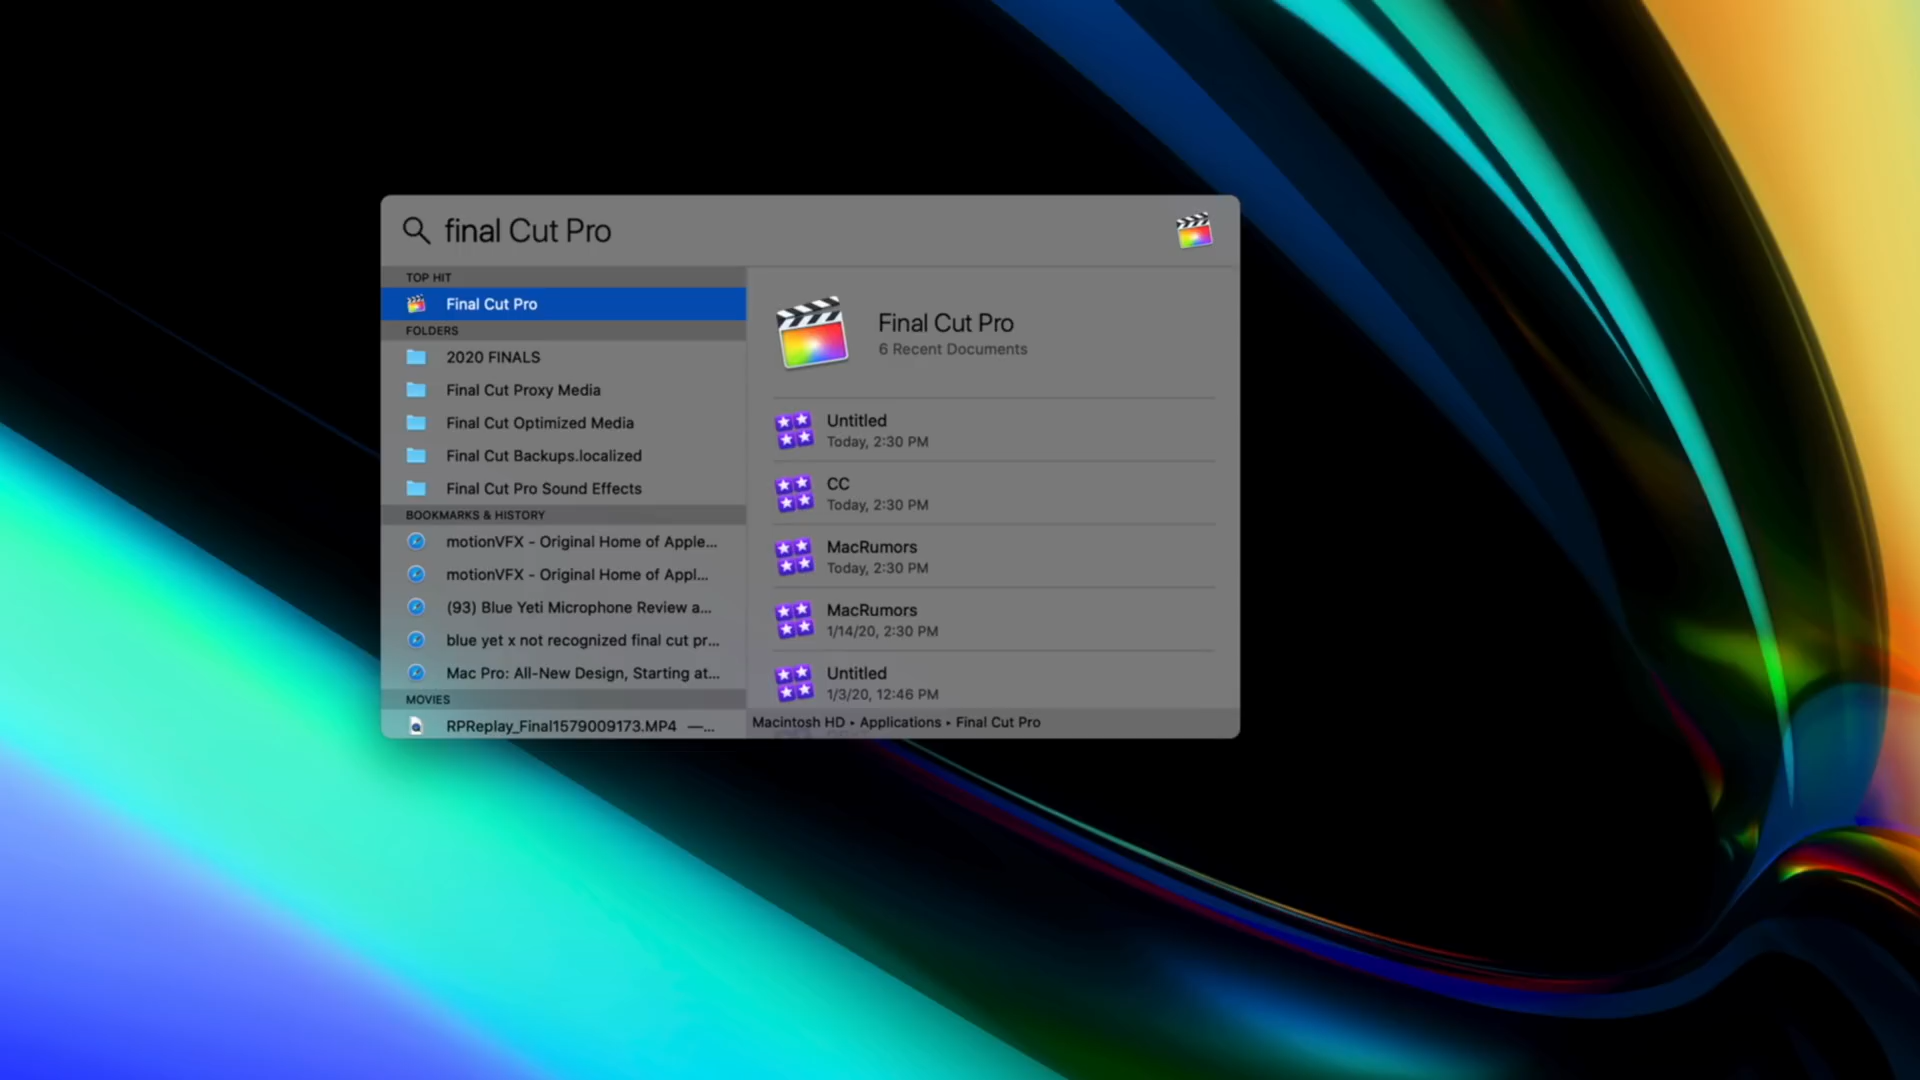 final Cut Pro
TOP HIT
Final Cut Pro
FOLDERS
2020 FINALS
Final Cut Proxy Media
Final Cut Optimized Media
Final Cut Backups.localized
Final Cut Pro Sound Effects
BOOKMARKS & HISTORY
motionVFX - Original Home of Apple...
motionVFX - Original Home of Appl...
(93) Blue Yeti Microphone Review a...
blue yet x not recognized final cut pr...
Mac Pro: All-New Design, Starting at...
MOVIES
RPReplay_Final1579009173.MP4 —...
Final Cut Pro
6 Recent Documents
Untitled
Today, 2:30 PM
CC
Today, 2:30 PM
MacRumors
Today, 2:30 PM
MacRumors
1/14/20, 2:30 PM
Untitled
1/3/20, 12:46 PM
Macintosh HD ▸ Applications ▸ Final Cut Pro